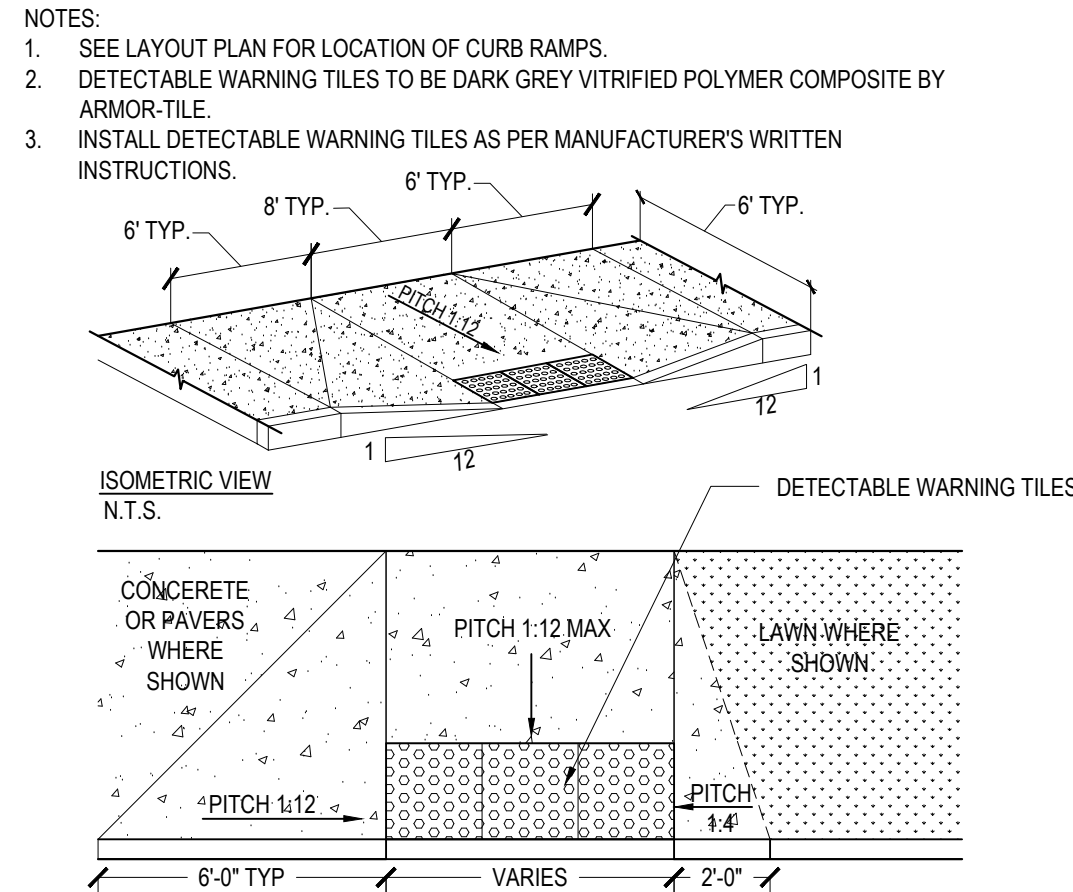 NOTES:
1. SEE LAYOUT PLAN FOR LOCATION OF CURB RAMPS.
2. DETECTABLE WARNING TILES TO BE DARK GREY VITRIFIED POLYMER COMPOSITE BY
ARMOR-TILE.
3. INSTALL DETECTABLE WARNING TILES AS PER MANUFACTURER'S WRITTEN
INSTRUCTIONS.
6' TYP.
8' TYP.
6' TYP.
6' TYP.
PITCH 1:12
1
12
1
12
ISOMETRIC VIEW
N.T.S.
DETECTABLE WARNING TILES
CONCERETE
OR PAVERS
WHERE
SHOWN
PITCH 1:12 MAX
LAWN WHERE
SHOWN
PITCH 1:12
PITCH
1:4
6'-0" TYP
VARIES
2'-0"